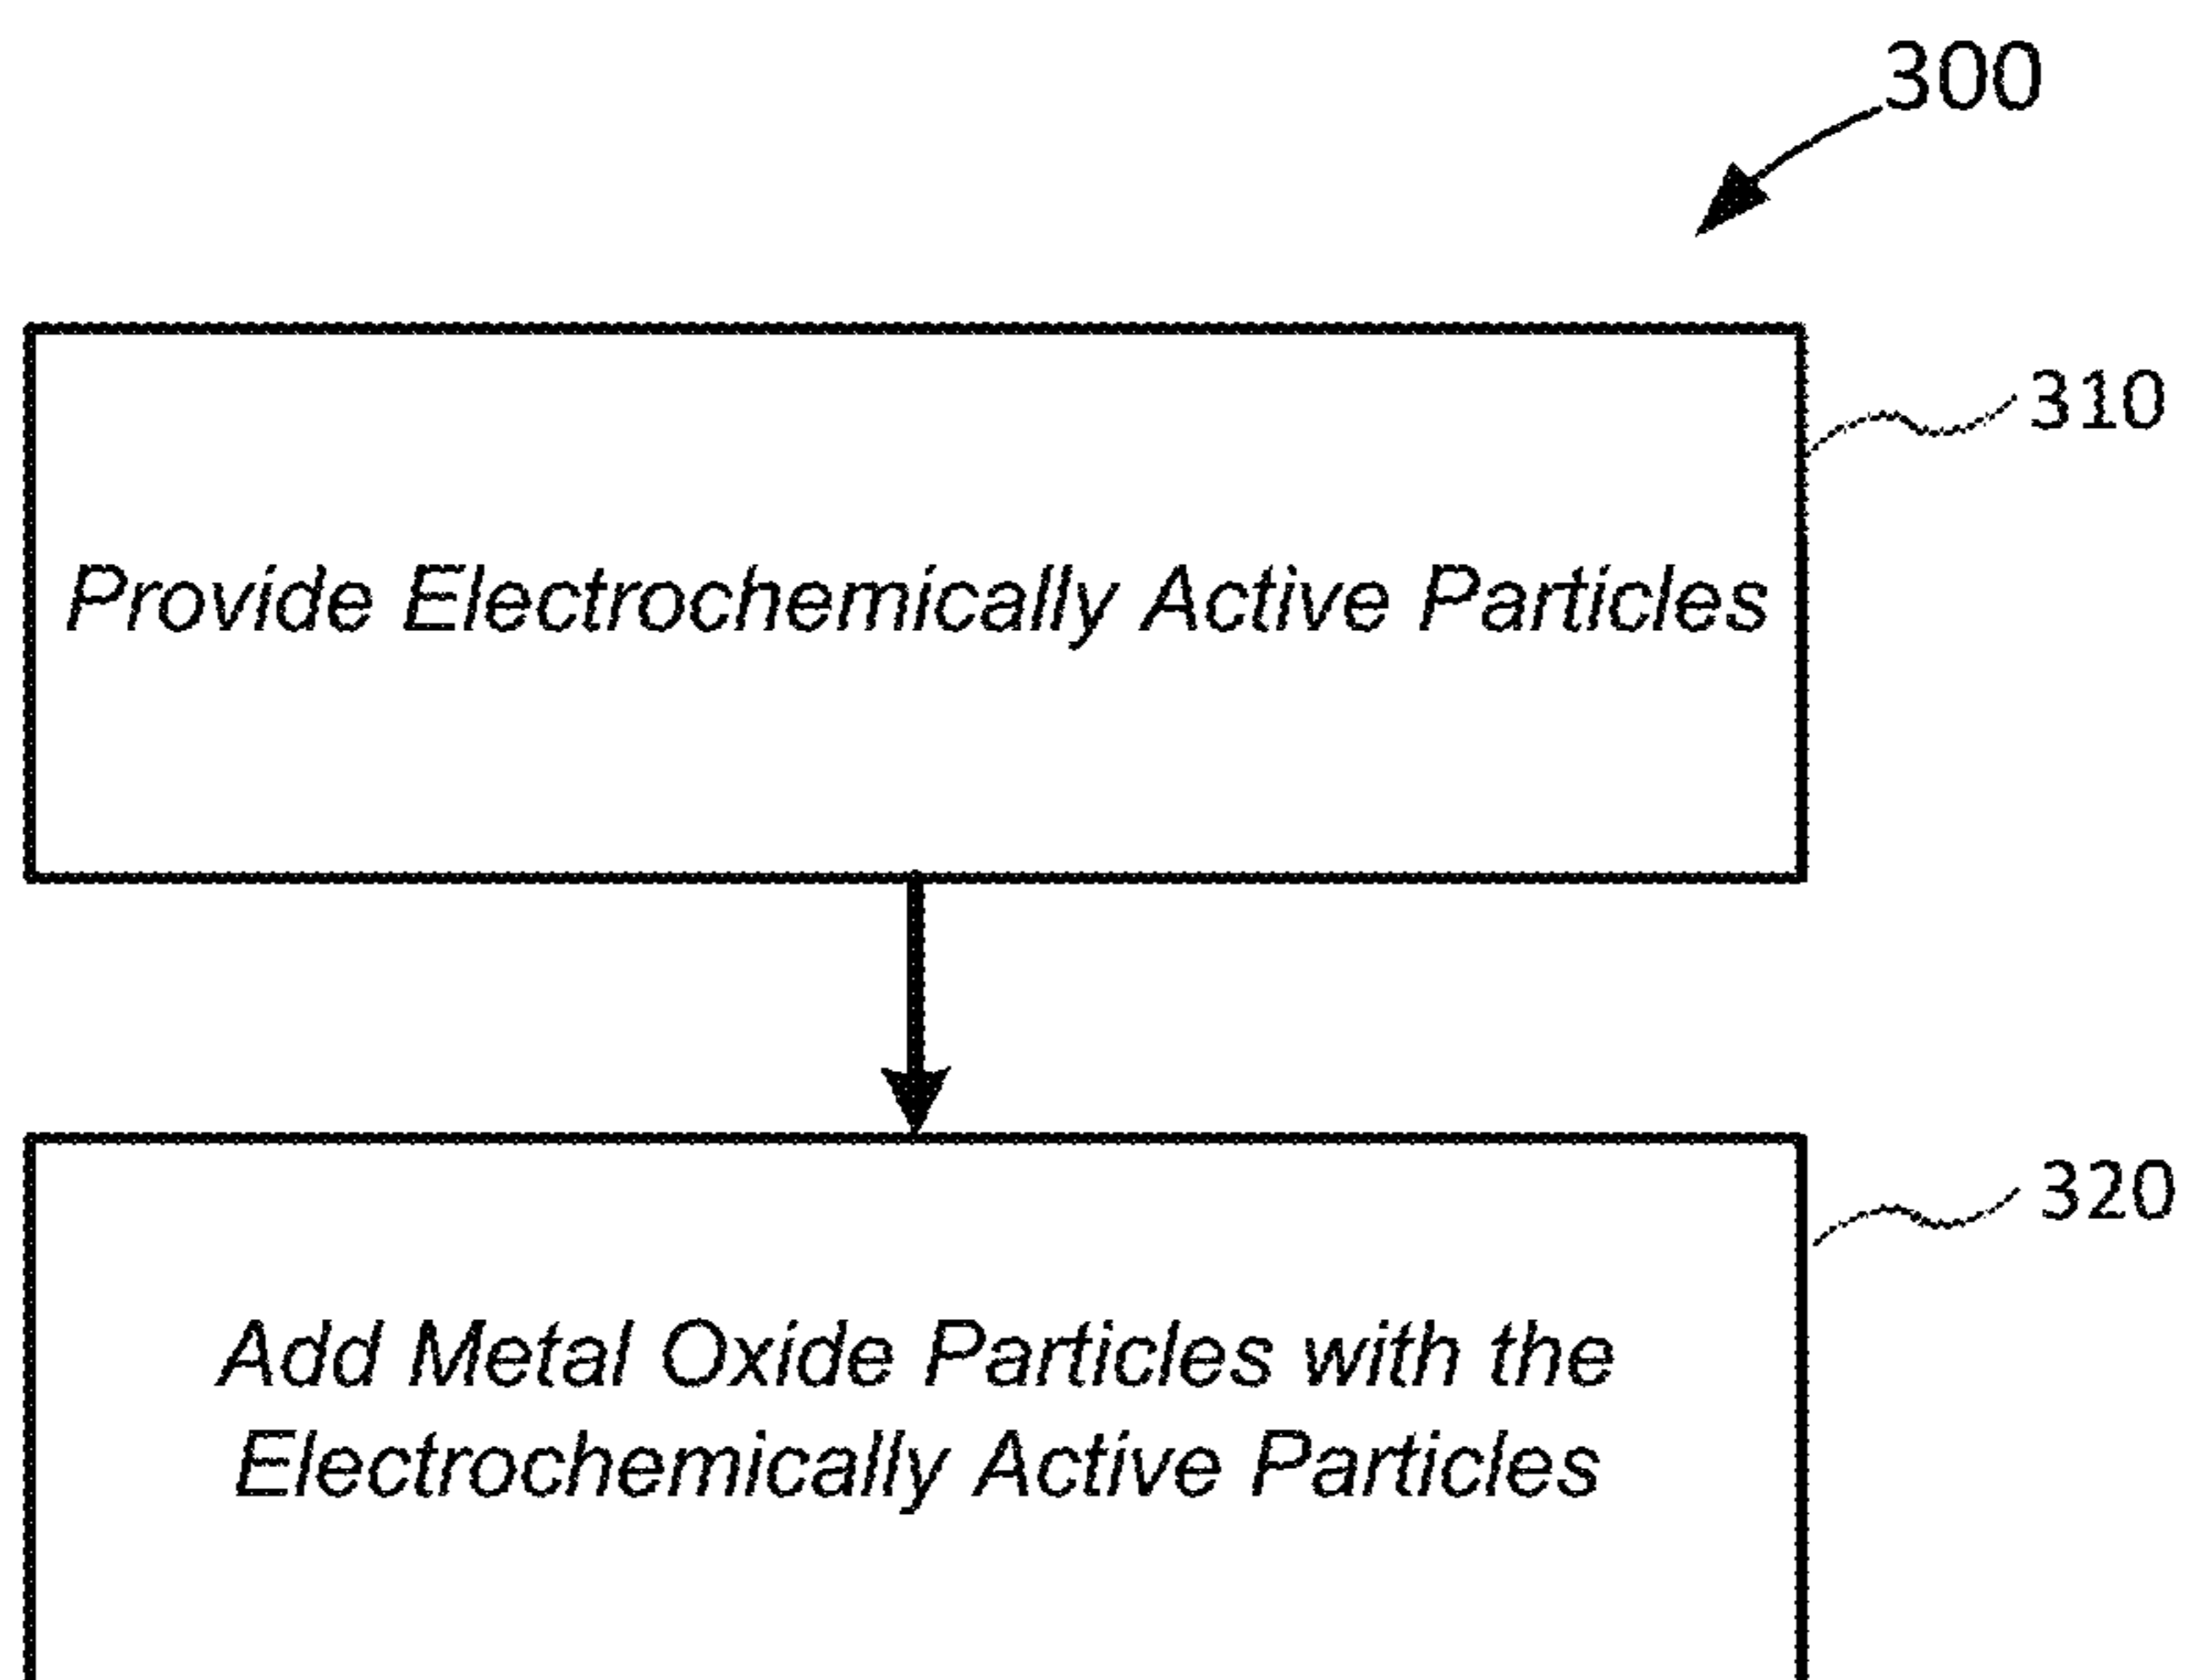 300
310
Provide Electrochemically Active Particles
320
Add Metal Oxide Particles with the
Electrochemically Active Particles